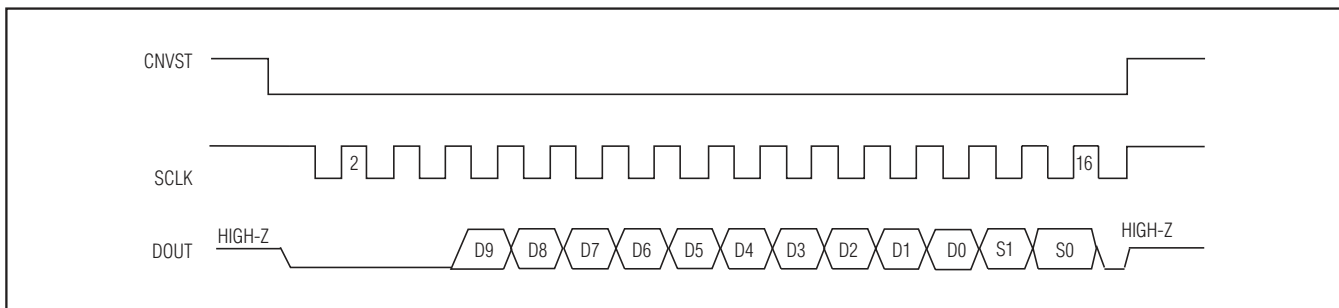 CNVST
SCLK
2
16
DOUT
HIGH-Z
D9
D8
D7
D6
D5
D4
D3
D2
D1
D0
S1
S0
HIGH-Z